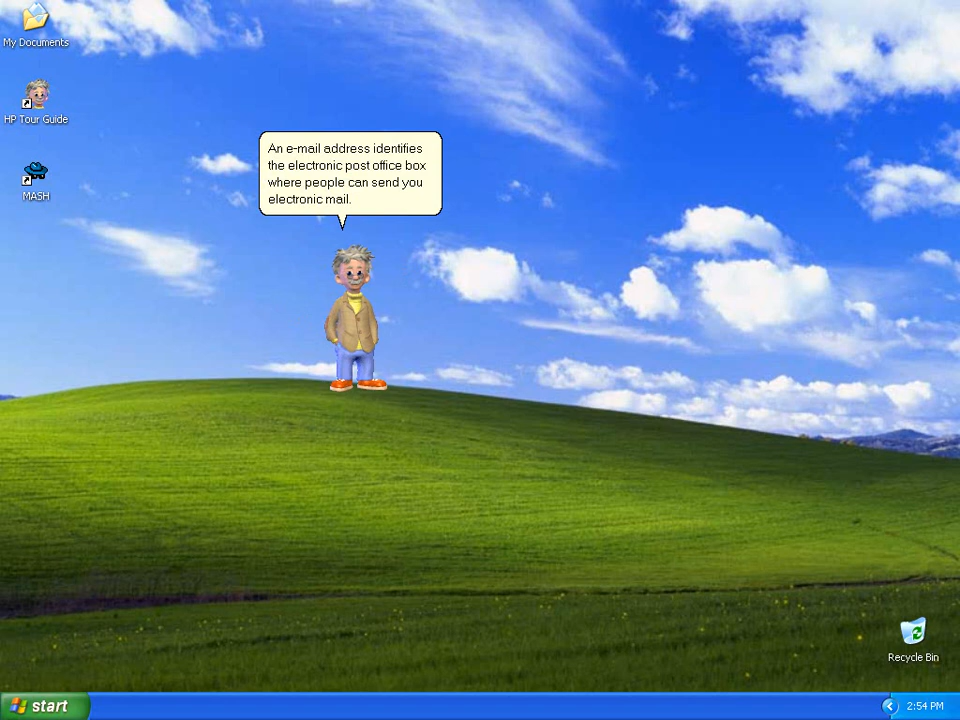 My Documents
HP Tour Guide
MASH
An e-mail address identifies
the electronic post office box
where people can send you
electronic mail.
Recycle Bin
start
2:54 PM